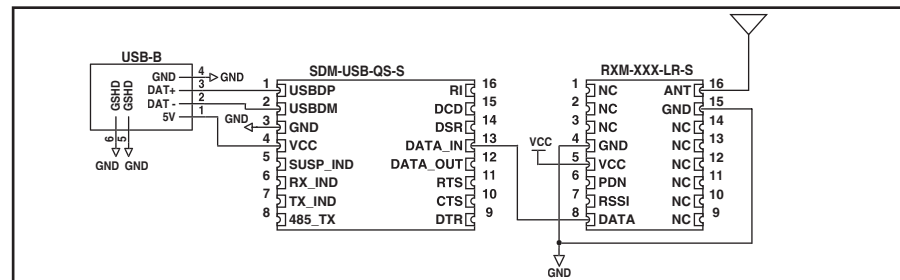 USB-B
GND 4 GND
DAT+ 3
DAT - 2
5V 1
GSHD
GSHD
6
5
GND GND
SDM-USB-QS-S
1 USBDP RI 16
2 USBDM DCD 15
GND 3 GND DSR 14
4 VCC DATA_IN 13
5 SUSP_IND DATA_OUT 12
6 RX_IND RTS 11
7 TX_IND CTS 10
8 485_TX DTR 9
RXM-XXX-LR-S
1 NC ANT 16
2 NC GND 15
3 NC NC 14
4 GND NC 13
VCC 5 VCC NC 12
6 PDN NC 11
7 RSSI NC 10
8 DATA NC 9
GND